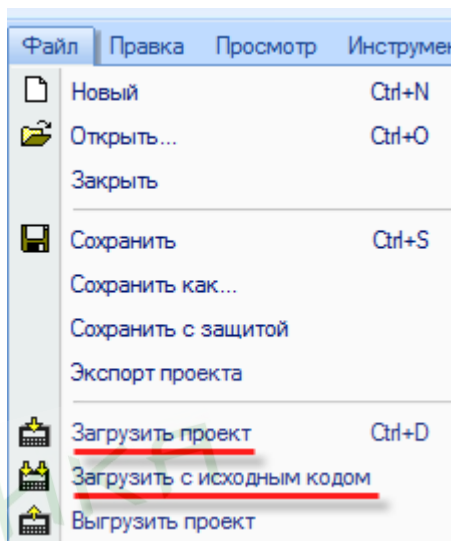 Файл Правка Просмотр Инструмен
Новый Ctrl+N
Открыть... Ctrl+O
Закрыть
Сохранить Ctrl+S
Сохранить как...
Сохранить с защитой
Экспорт проекта
Загрузить проект Ctrl+D
Загрузить с исходным кодом
Выгрузить проект